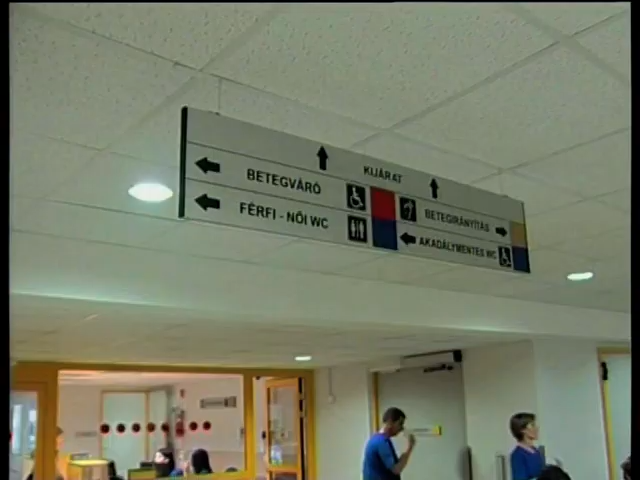 KIJÁRAT
BETEGVÁRÓ
BETEGIRÁNYÍTÁS
FÉRFI - NŐI WC
AKADÁLYMENTES WC